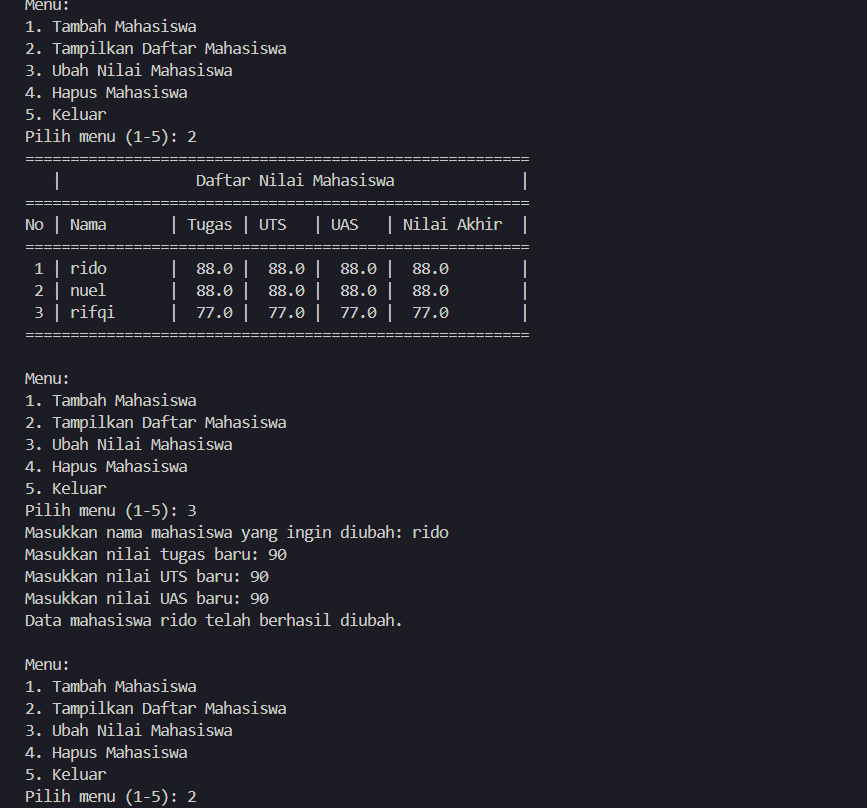 Menu:
1. Tambah Mahasiswa
2. Tampilkan Daftar Mahasiswa
3. Ubah Nilai Mahasiswa
4. Hapus Mahasiswa
5. Keluar
Pilih menu (1-5): 2
========================================================
   |               Daftar Nilai Mahasiswa              |
========================================================
No | Nama       | Tugas | UTS   | UAS   | Nilai Akhir  |
========================================================
 1 | rido       |  88.0 |  88.0 |  88.0 |  88.0        |
 2 | nuel       |  88.0 |  88.0 |  88.0 |  88.0        |
 3 | rifqi      |  77.0 |  77.0 |  77.0 |  77.0        |
========================================================
Menu:
1. Tambah Mahasiswa
2. Tampilkan Daftar Mahasiswa
3. Ubah Nilai Mahasiswa
4. Hapus Mahasiswa
5. Keluar
Pilih menu (1-5): 3
Masukkan nama mahasiswa yang ingin diubah: rido
Masukkan nilai tugas baru: 90
Masukkan nilai UTS baru: 90
Masukkan nilai UAS baru: 90
Data mahasiswa rido telah berhasil diubah.
Menu:
1. Tambah Mahasiswa
2. Tampilkan Daftar Mahasiswa
3. Ubah Nilai Mahasiswa
4. Hapus Mahasiswa
5. Keluar
Pilih menu (1-5): 2